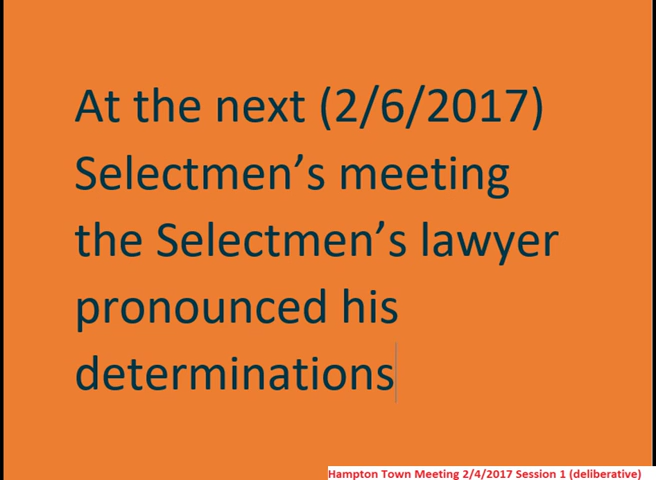 At the next (2/6/2017)
Selectmen’s meeting
the Selectmen’s lawyer
pronounced his
determinations
Hampton Town Meeting 2/4/2017 Session 1 (deliberative)